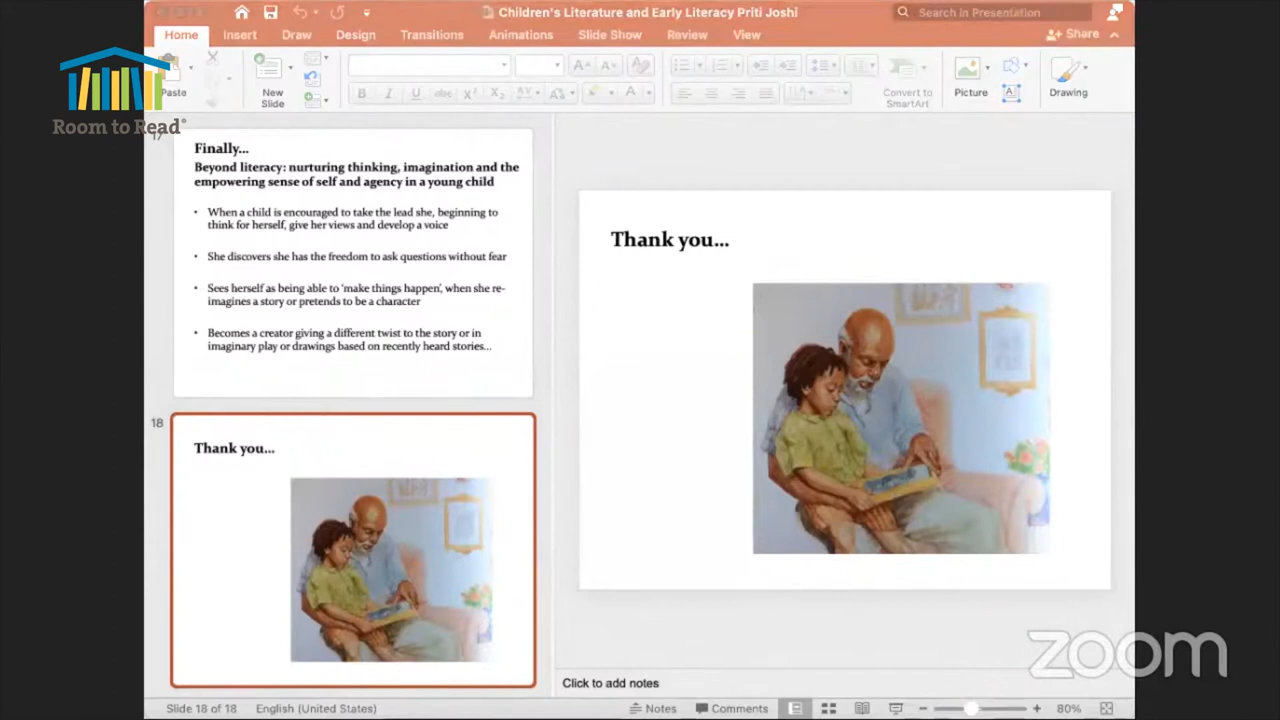 Children's Literature and Early Literacy Priti Joshi
Search in Presentation
Home Insert Draw Design Transitions Animations Slide Show Review View
Share
Paste
New
Slide
B I U abc X₂ X²
Convert to
SmartArt
Picture
Drawing
Room to Read®
17
Finally...
Beyond literacy: nurturing thinking, imagination and the
empowering sense of self and agency in a young child
• When a child is encouraged to take the lead she, beginning to
think for herself, give her views and develop a voice
• She discovers she has the freedom to ask questions without fear
• Sees herself as being able to 'make things happen', when she re-
imagines a story or pretends to be a character
• Becomes a creator giving a different twist to the story or in
imaginary play or drawings based on recently heard stories...
18
Thank you...
Thank you...
zoom
Click to add notes
Slide 18 of 18
English (United States)
Notes
Comments
80%